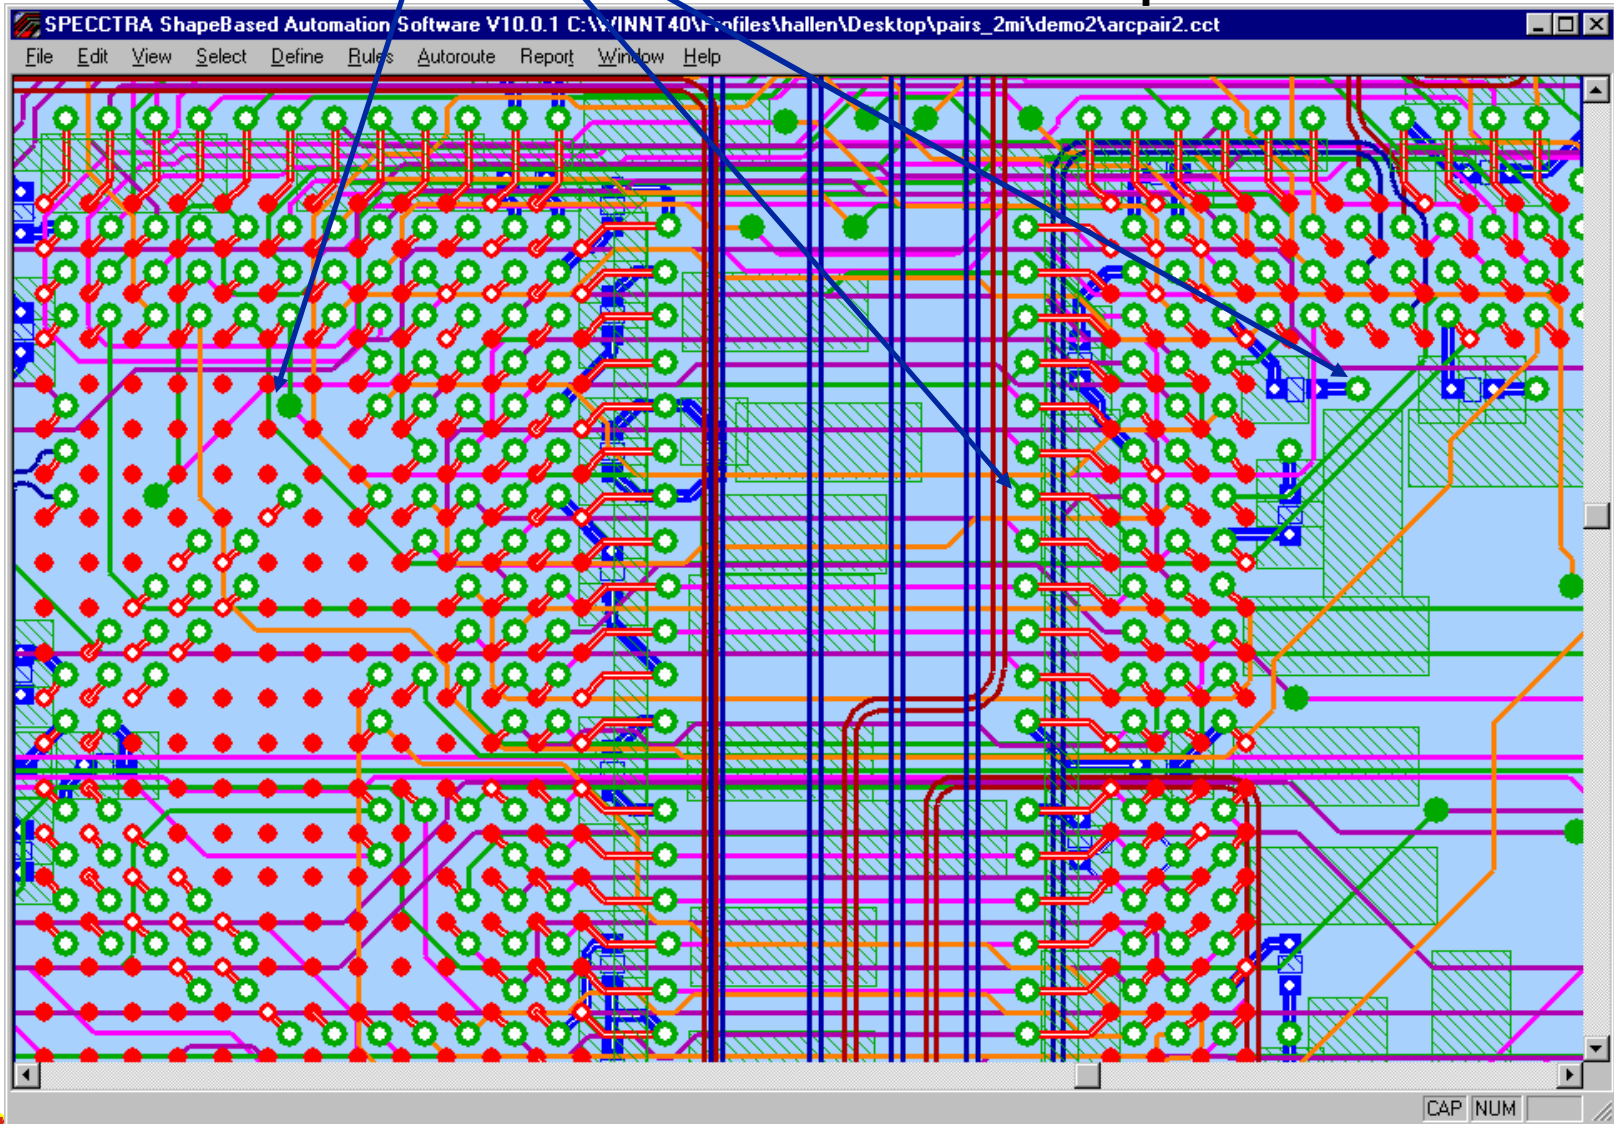 SPECCTRA ShapeBased Automation Software V10.0.1 C:\WINNT40\Profiles\hallen\Desktop\pairs_2mi\demo2\arcpair2.cct
File Edit View Select Define Rules Autoroute Report Window Help
CAP NUM